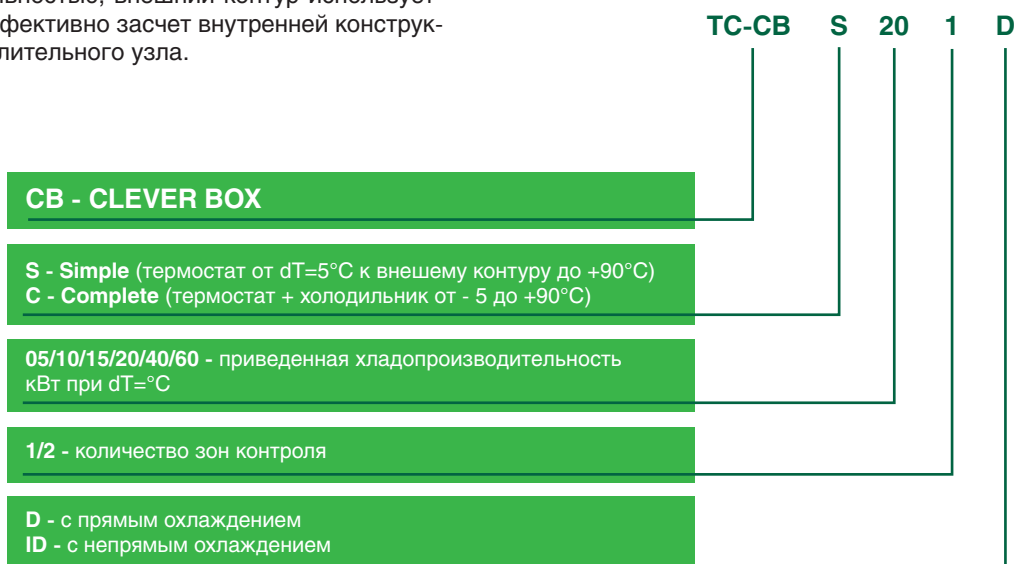 фективно засчет внутренней конструк-
лительного узла.
TC-CB S 20 1 D
CB - CLEVER BOX
S - Simple (термостат от dT=5°C к внешему контуру до +90°C)
C - Complete (термостат + холодильник от - 5 до +90°C)
05/10/15/20/40/60 - приведенная хладопроизводительность
кВт при dT=°C
1/2 - количество зон контроля
D - с прямым охлаждением
ID - с непрямым охлаждением